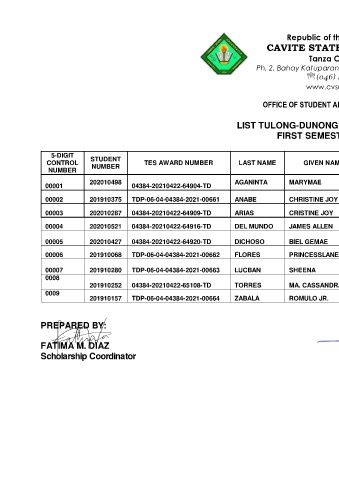 Republic of th
CAVITE STATE
Tanza C
Ph. 2, Bahay Katuparan
(046)
www.cvs
OFFICE OF STUDENT AF
LIST TULONG-DUNONG
FIRST SEMEST
5-DIGIT CONTROL NUMBER STUDENT NUMBER TES AWARD NUMBER LAST NAME GIVEN NAM
00001 202010498 04384-20210422-64904-TD AGANINTA MARYMAE
00002 201910375 TDP-06-04-04384-2021-00661 ANABE CHRISTINE JOY
00003 202010287 04384-20210422-64909-TD ARIAS CRISTINE JOY
00004 202010521 04384-20210422-64916-TD DEL MUNDO JAMES ALLEN
00005 202010427 04384-20210422-64920-TD DICHOSO BIEL GEMAE
00006 201910068 TDP-06-04-04384-2021-00662 FLORES PRINCESSLANE
00007 201910280 TDP-06-04-04384-2021-00663 LUCBAN SHEENA
0008 201910252 04384-20210422-65108-TD TORRES MA. CASSANDRA
0009 201910157 TDP-06-04-04384-2021-00664 ZABALA ROMULO JR.
PREPARED BY:
FATIMA M. DIAZ
Scholarship Coordinator